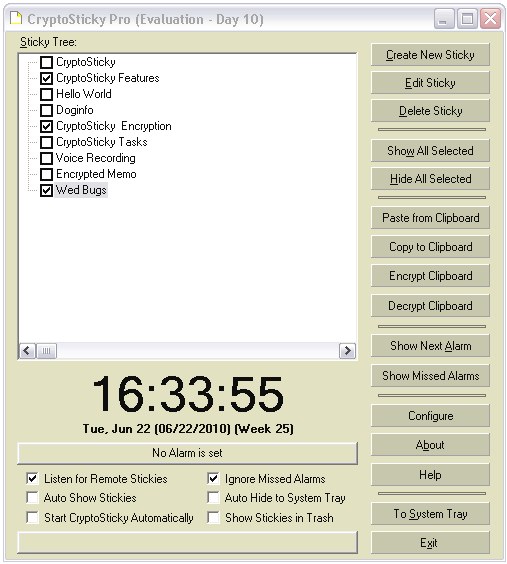 CryptoSticky Pro (Evaluation - Day 10)
Sticky Tree:
CryptoSticky
CryptoSticky Features
Hello World
Doginfo
CryptoSticky Encryption
CryptoSticky Tasks
Voice Recording
Encrypted Memo
Wed Bugs
16:33:55
Tue, Jun 22 (06/22/2010) (Week 25)
No Alarm is set
Listen for Remote Stickies
Ignore Missed Alarms
Auto Show Stickies
Auto Hide to System Tray
Start CryptoSticky Automatically
Show Stickies in Trash
Create New Sticky
Edit Sticky
Delete Sticky
Show All Selected
Hide All Selected
Paste from Clipboard
Copy to Clipboard
Encrypt Clipboard
Decrypt Clipboard
Show Next Alarm
Show Missed Alarms
Configure
About
Help
To System Tray
Exit